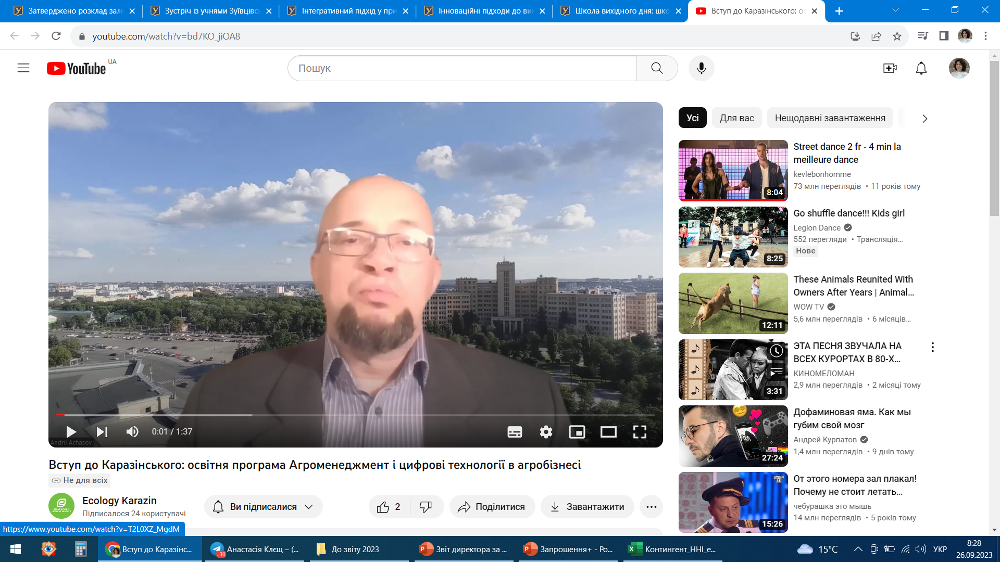 Затверджено розклад залі
Зустріч із учнями Зуївцівс
Інтегративний підхід у при
Інноваційні підходи до ви
Школа вихідного дня: шко
Вступ до Каразінського: ос
youtube.com/watch?v=bd7KO_jiOA8
YouTube UA
Пошук
Усі
Для вас
Нещодавні завантаження
Street dance 2 fr - 4 min la
meilleure dance
kevlebonhomme
73 млн переглядів • 11 років тому
8:04
Go shuffle dance!!! Kids girl
Legion Dance
552 перегляди • Трансляція...
Нове
8:25
These Animals Reunited With
Owners After Years | Animal...
WOW TV
5,6 млн переглядів • 6 місяців...
12:11
ЭТА ПЕСНЯ ЗВУЧАЛА НА
ВСЕХ КУРОРТАХ В 80-Х...
КИНОМЕЛОМАН
2,9 млн переглядів • 2 місяці тому
3:31
Дофаминовая яма. Как мы
губим свой мозг
Андрей Курпатов
1,4 млн переглядів • 9 днів тому
27:24
От этого номера зал плакал!
Почему не стоит летать...
чебурашка это мышь
14 млн переглядів • 5 років тому
15:26
0:01 / 1:37
Andrii Achasov
Вступ до Каразінського: освітня програма Агроменеджмент і цифрові технології в агробізнесі
Не для всіх
Ecology Karazin
Підписалося 24 користувачі
Ви підписалися
2
Поділитися
Завантажити
https://www.youtube.com/watch?v=T2L0XZ_MgdM
Вступ до Каразінс...
Анастасія Клєщ – (...
..30
До звіту 2023
Звіт директора за ...
Запрошення+ - Po...
Контингент_ННІ_е...
15°C
УКР
8:28
26.09.2023